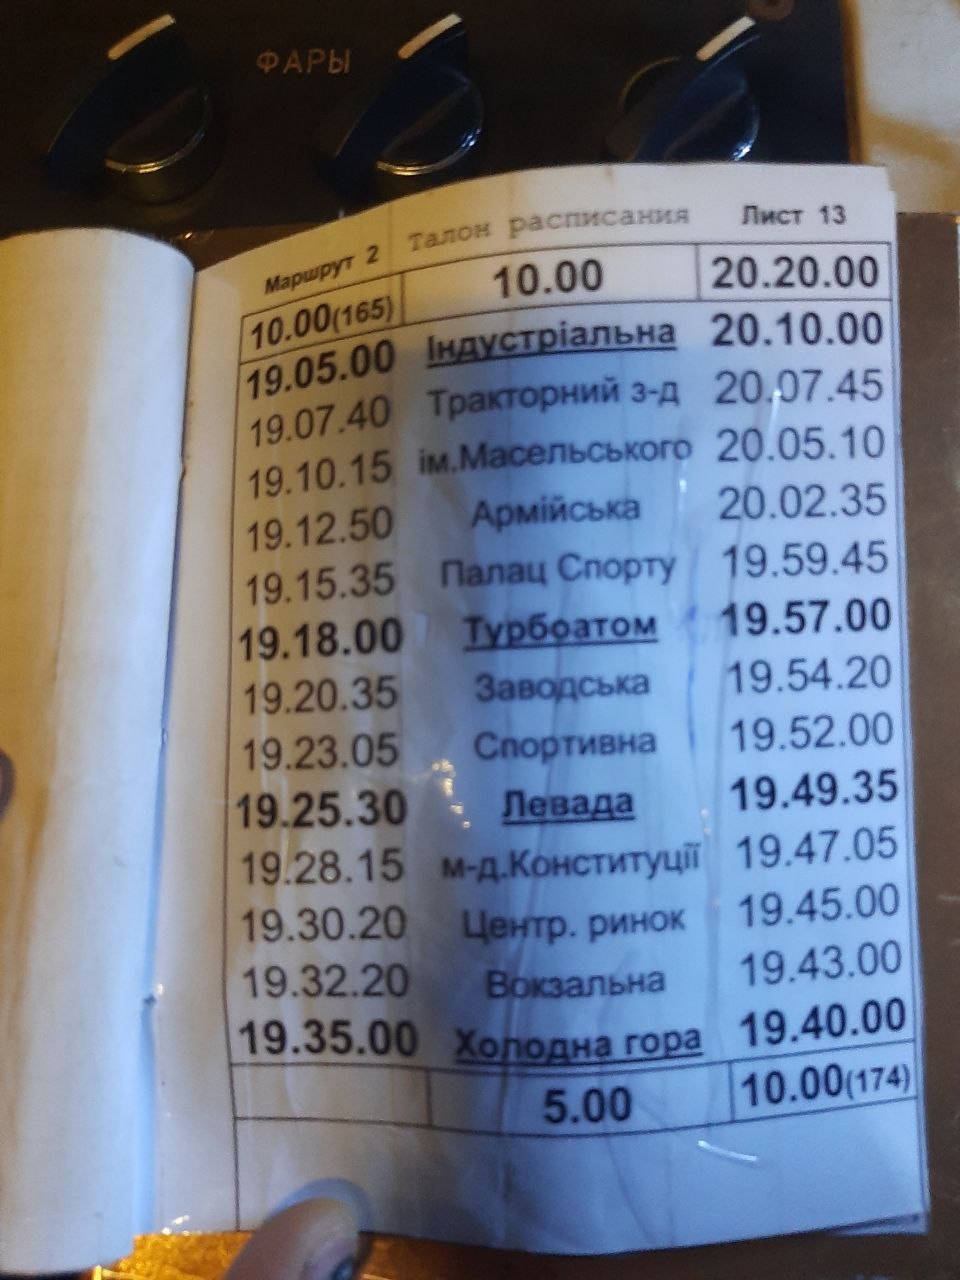 ФАРЫ
Маршрут 2 Талон расписания Лист 13
10.00(165) 10.00 20.20.00
19.05.00 Індустріальна 20.10.00
19.07.40 Тракторний з-д 20.07.45
19.10.15 ім.Масельського 20.05.10
19.12.50 Армійська 20.02.35
19.15.35 Палац Спорту 19.59.45
19.18.00 Турбоатом 19.57.00
19.20.35 Заводська 19.54.20
19.23.05 Спортивна 19.52.00
19.25.30 Левада 19.49.35
19.28.15 м-д.Конституції 19.47.05
19.30.20 Центр. ринок 19.45.00
19.32.20 Вокзальна 19.43.00
19.35.00 Холодна гора 19.40.00
5.00 10.00(174)